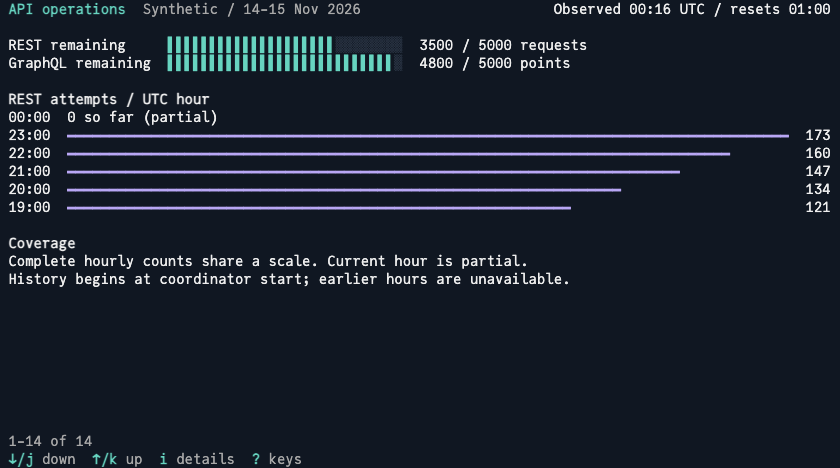 API operations  Synthetic / 14–15 Nov 2026  Observed 00:16 UTC / resets 01:00
REST remaining  3500 / 5000 requests
GraphQL remaining  4800 / 5000 points
REST attempts / UTC hour
00:00  0 so far (partial)
23:00  173
22:00  160
21:00  147
20:00  134
19:00  121
Coverage
Complete hourly counts share a scale. Current hour is partial.
History begins at coordinator start; earlier hours are unavailable.
1–14 of 14
↓/j down  ↑/k up  i details  ? keys